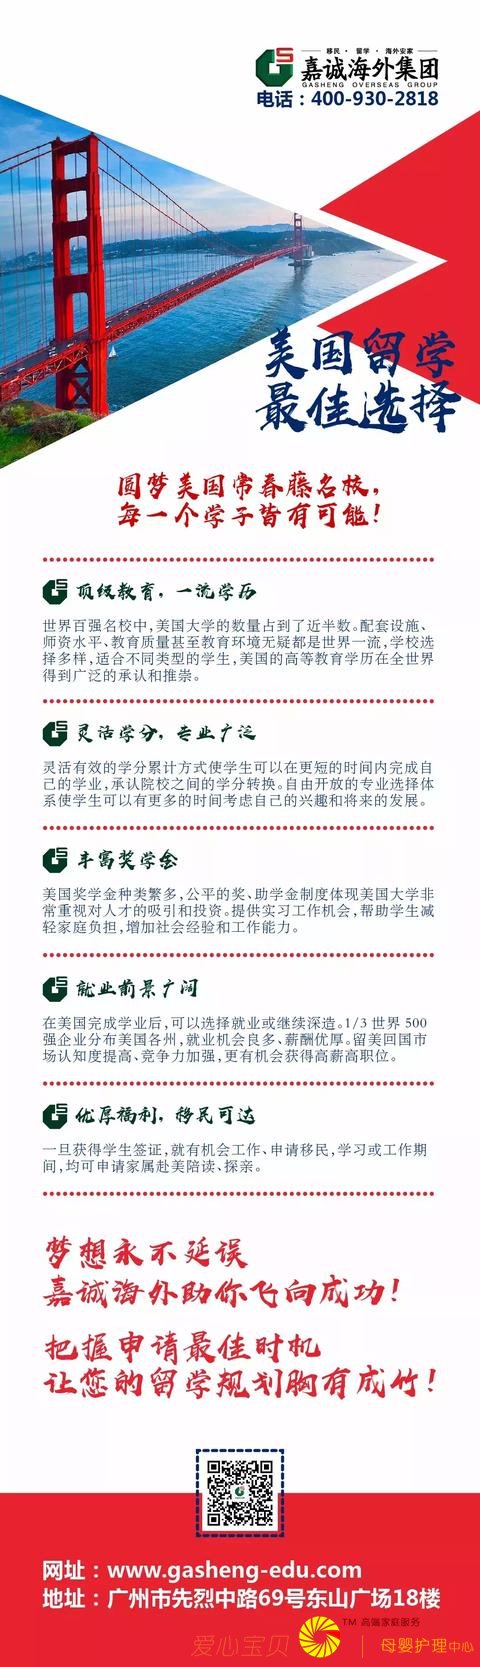 移民·留学·海外安家
嘉诚海外集团
GASHENG OVERSEAS GROUP
电话：400-930-2818
美国留学
最佳选择
圆梦美国常春藤名校，
每一个学子皆有可能！
顶级教育，一流学历
世界百强名校中，美国大学的数量占到了近半数。配套设施、
师资水平、教育质量甚至教育环境无疑都是世界一流，学校选
择多样，适合不同类型的学生，美国的高等教育学历在全世界
得到广泛的承认和推崇。
灵活学分，专业广泛
灵活有效的学分累计方式使学生可以在更短的时间内完成自
己的学业，承认院校之间的学分转换。自由开放的专业选择体
系使学生可以有更多的时间考虑自己的兴趣和将来的发展。
丰富奖学金
美国奖学金种类繁多，公平的奖、助学金制度体现美国大学非
常重视对人才的吸引和投资。提供实习工作机会，帮助学生减
轻家庭负担，增加社会经验和工作能力。
就业前景广阔
在美国完成学业后，可以选择就业或继续深造。1/3 世界 500
强企业分布美国各州，就业机会良多、薪酬优厚。留美回国市
场认知度提高、竞争力加强，更有机会获得高薪高职位。
优厚福利，移民可达
一旦获得学生签证，就有机会工作、申请移民，学习或工作期
间，均可申请家属赴美陪读、探亲。
梦想永不延误
嘉诚海外助你飞向成功！
把握申请最佳时机
让您的留学规划胸有成竹！
网址：www.gasheng-edu.com
地址：广州市先烈中路69号东山广场18楼
爱心宝贝
TM 高端家庭服务
母婴护理中心